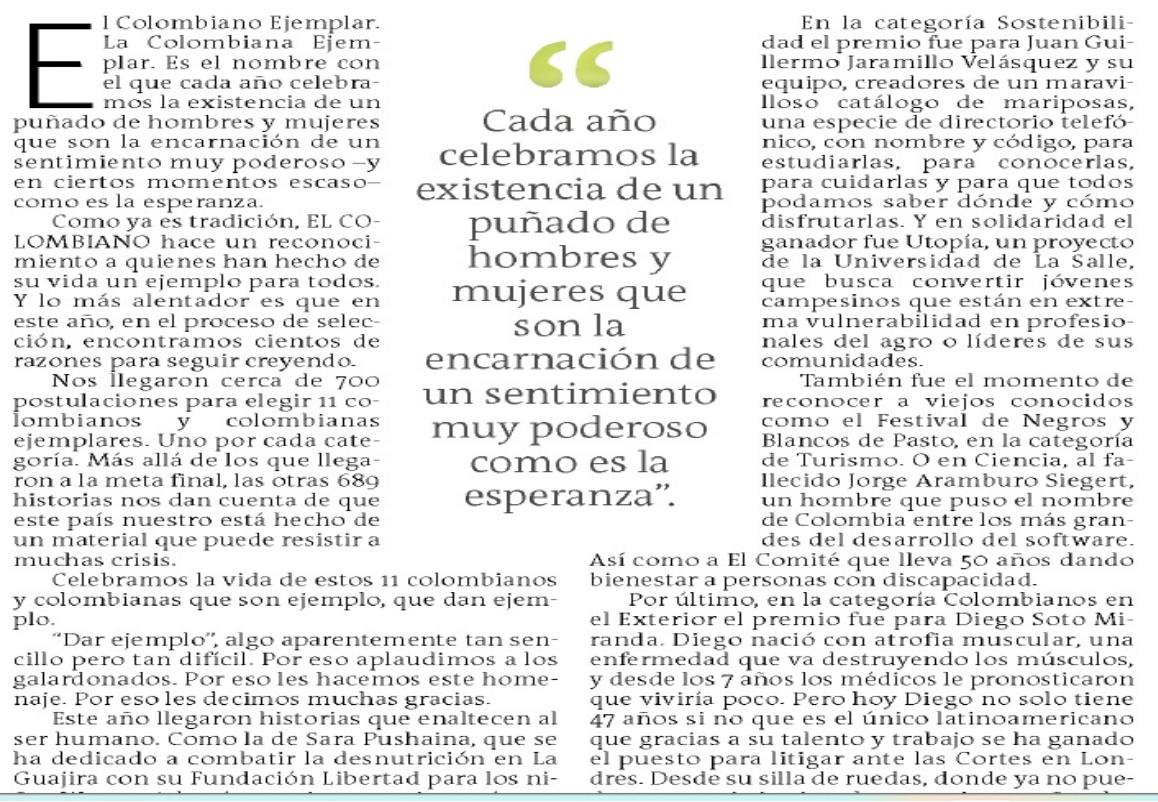 El Colombiano Ejemplar.
La Colombiana Ejem-
plar. Es el nombre con
el que cada año celebra-
mos la existencia de un
puñado de hombres y mujeres
que son la encarnación de un
sentimiento muy poderoso –y
en ciertos momentos escaso–
como es la esperanza.
Como ya es tradición, EL CO-
LOMBIANO hace un reconoci-
miento a quienes han hecho de
su vida un ejemplo para todos.
Y lo más alentador es que en
este año, en el proceso de selec-
ción, encontramos cientos de
razones para seguir creyendo.
Nos llegaron cerca de 700
postulaciones para elegir 11 co-
lombianos y colombianas
ejemplares. Uno por cada cate-
goría. Más allá de los que llega-
ron a la meta final, las otras 689
historias nos dan cuenta de que
este país nuestro está hecho de
un material que puede resistir a
muchas crisis.
Celebramos la vida de estos 11 colombianos
y colombianas que son ejemplo, que dan ejem-
plo.
“Dar ejemplo”, algo aparentemente tan sen-
cillo pero tan difícil. Por eso aplaudimos a los
galardonados. Por eso les hacemos este home-
naje. Por eso les decimos muchas gracias.
Este año llegaron historias que enaltecen al
ser humano. Como la de Sara Pushaina, que se
ha dedicado a combatir la desnutrición en La
Guajira con su Fundación Libertad para los ni-
“
Cada año
celebramos la
existencia de un
puñado de
hombres y
mujeres que
son la
encarnación de
un sentimiento
muy poderoso
como es la
esperanza”.
En la categoría Sostenibili-
dad el premio fue para Juan Gui-
llermo Jaramillo Velásquez y su
equipo, creadores de un maravi-
lloso catálogo de mariposas,
una especie de directorio telefó-
nico, con nombre y código, para
estudiarlas, para conocerlas,
para cuidarlas y para que todos
podamos saber dónde y cómo
disfrutarlas. Y en solidaridad el
ganador fue Utopía, un proyecto
de la Universidad de La Salle,
que busca convertir jóvenes
campesinos que están en extre-
ma vulnerabilidad en profesio-
nales del agro o líderes de sus
comunidades.
También fue el momento de
reconocer a viejos conocidos
como el Festival de Negros y
Blancos de Pasto, en la categoría
de Turismo. O en Ciencia, al fa-
llecido Jorge Aramburo Siegert,
un hombre que puso el nombre
de Colombia entre los más gran-
des del desarrollo del software.
Así como a El Comité que lleva 50 años dando
bienestar a personas con discapacidad.
Por último, en la categoría Colombianos en
el Exterior el premio fue para Diego Soto Mi-
randa. Diego nació con atrofia muscular, una
enfermedad que va destruyendo los músculos,
y desde los 7 años los médicos le pronosticaron
que viviría poco. Pero hoy Diego no solo tiene
47 años si no que es el único latinoamericano
que gracias a su talento y trabajo se ha ganado
el puesto para litigar ante las Cortes en Lon-
dres. Desde su silla de ruedas, donde ya no pue-